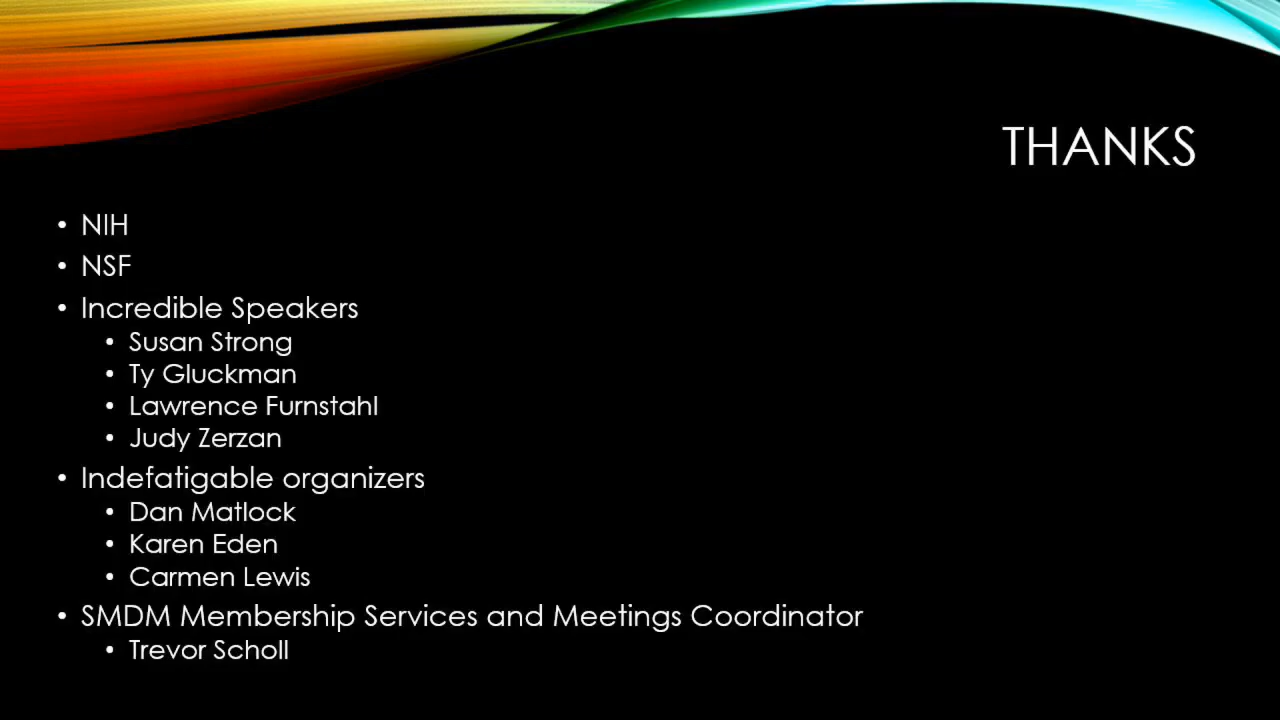 THANKS
• NIH
• NSF
• Incredible Speakers
• Susan Strong
• Ty Gluckman
• Lawrence Furnstahl
• Judy Zerzan
• Indefatigable organizers
• Dan Matlock
• Karen Eden
• Carmen Lewis
• SMDM Membership Services and Meetings Coordinator
• Trevor Scholl